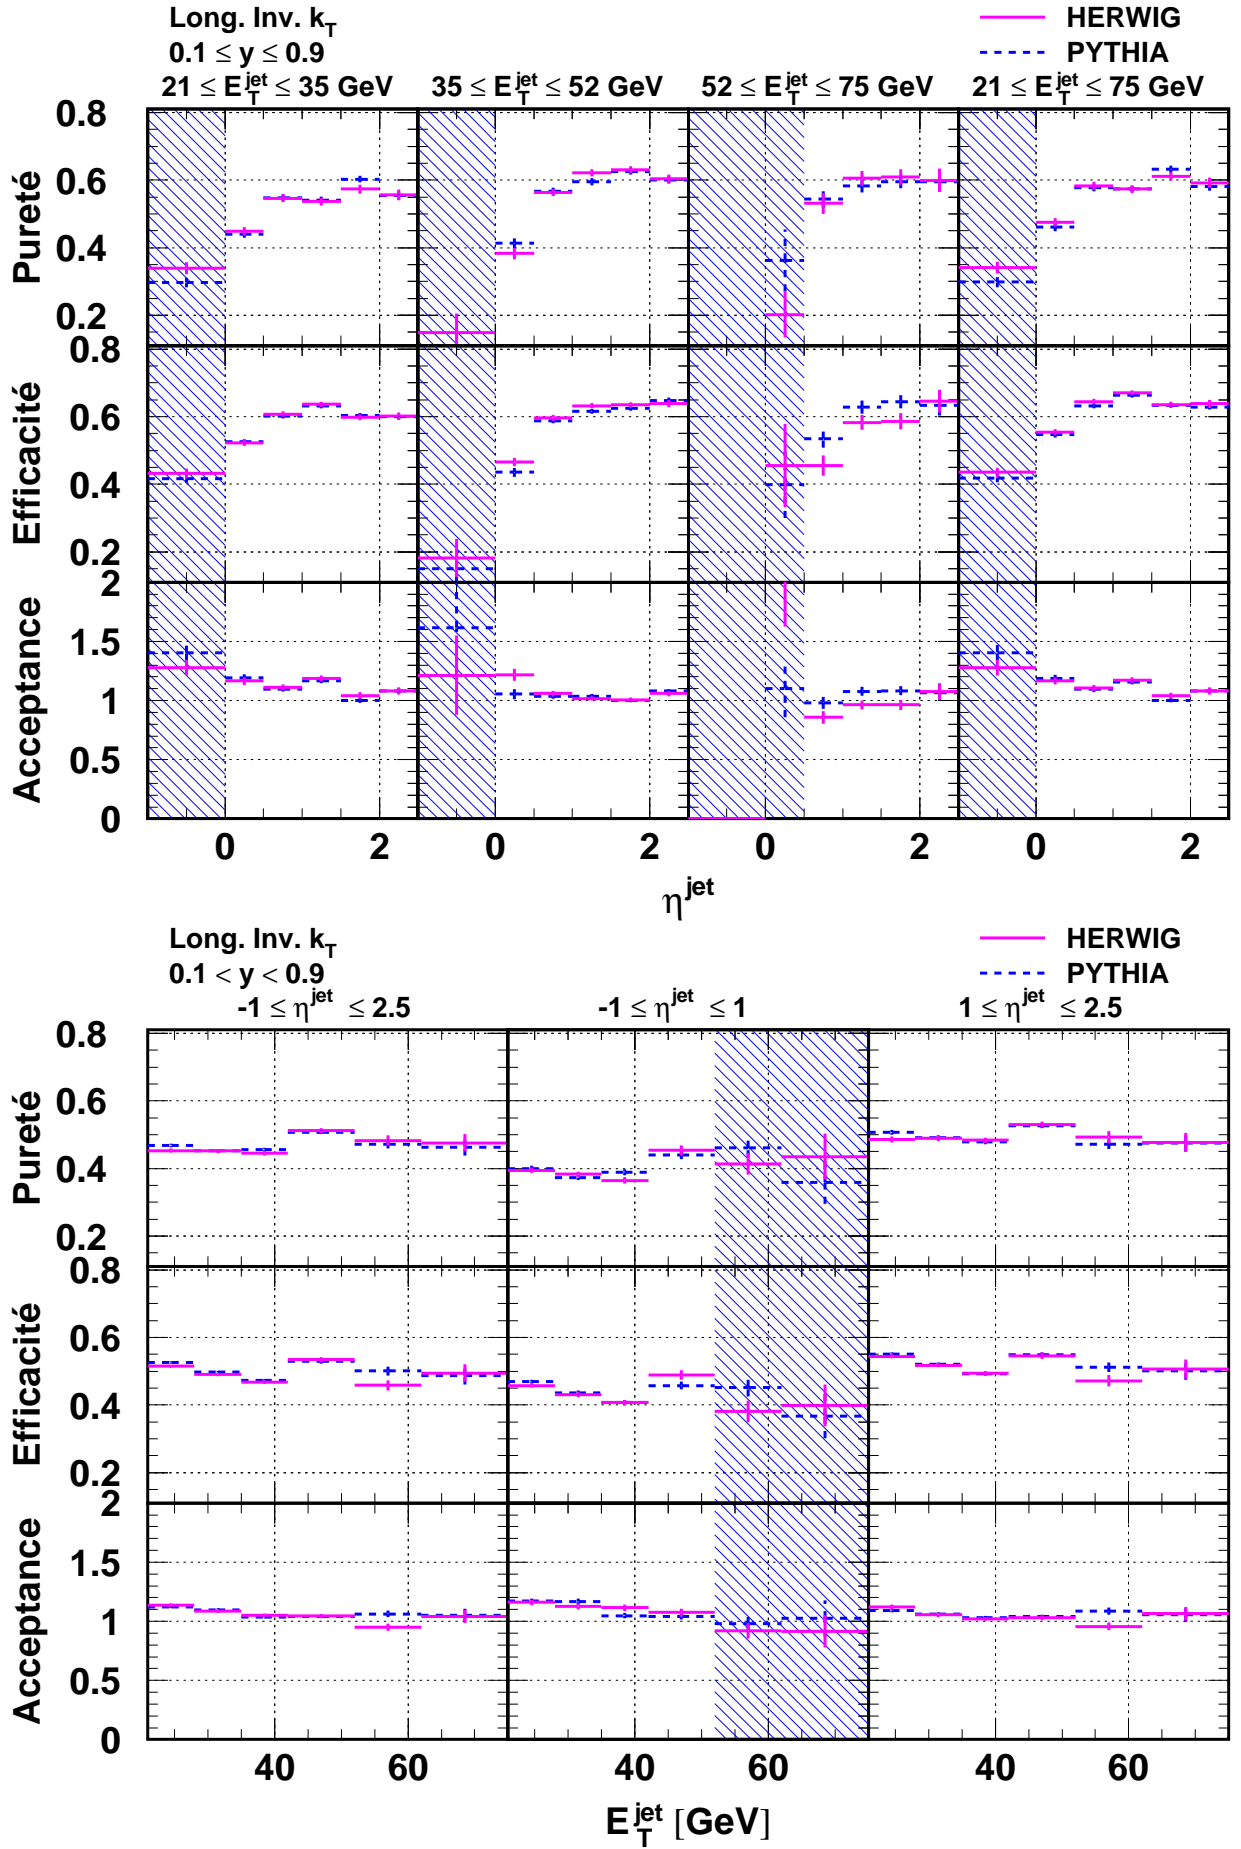 Long. Inv. k_T
HERWIG
0.1 ≤ y ≤ 0.9
PYTHIA
21 ≤ E_T^jet ≤ 35 GeV
35 ≤ E_T^jet ≤ 52 GeV
52 ≤ E_T^jet ≤ 75 GeV
21 ≤ E_T^jet ≤ 75 GeV
Pureté
0.8
0.6
0.4
0.2
Efficacité
0.8
0.6
0.4
0.2
Acceptance
2
1.5
1
0.5
0
0 2
0 2
0 2
0 2
η^jet
Long. Inv. k_T
HERWIG
0.1 < y < 0.9
PYTHIA
-1 ≤ η^jet ≤ 2.5
-1 ≤ η^jet ≤ 1
1 ≤ η^jet ≤ 2.5
Pureté
0.8
0.6
0.4
0.2
Efficacité
0.8
0.6
0.4
0.2
Acceptance
2
1.5
1
0.5
0
40 60
40 60
40 60
E_T^jet [GeV]